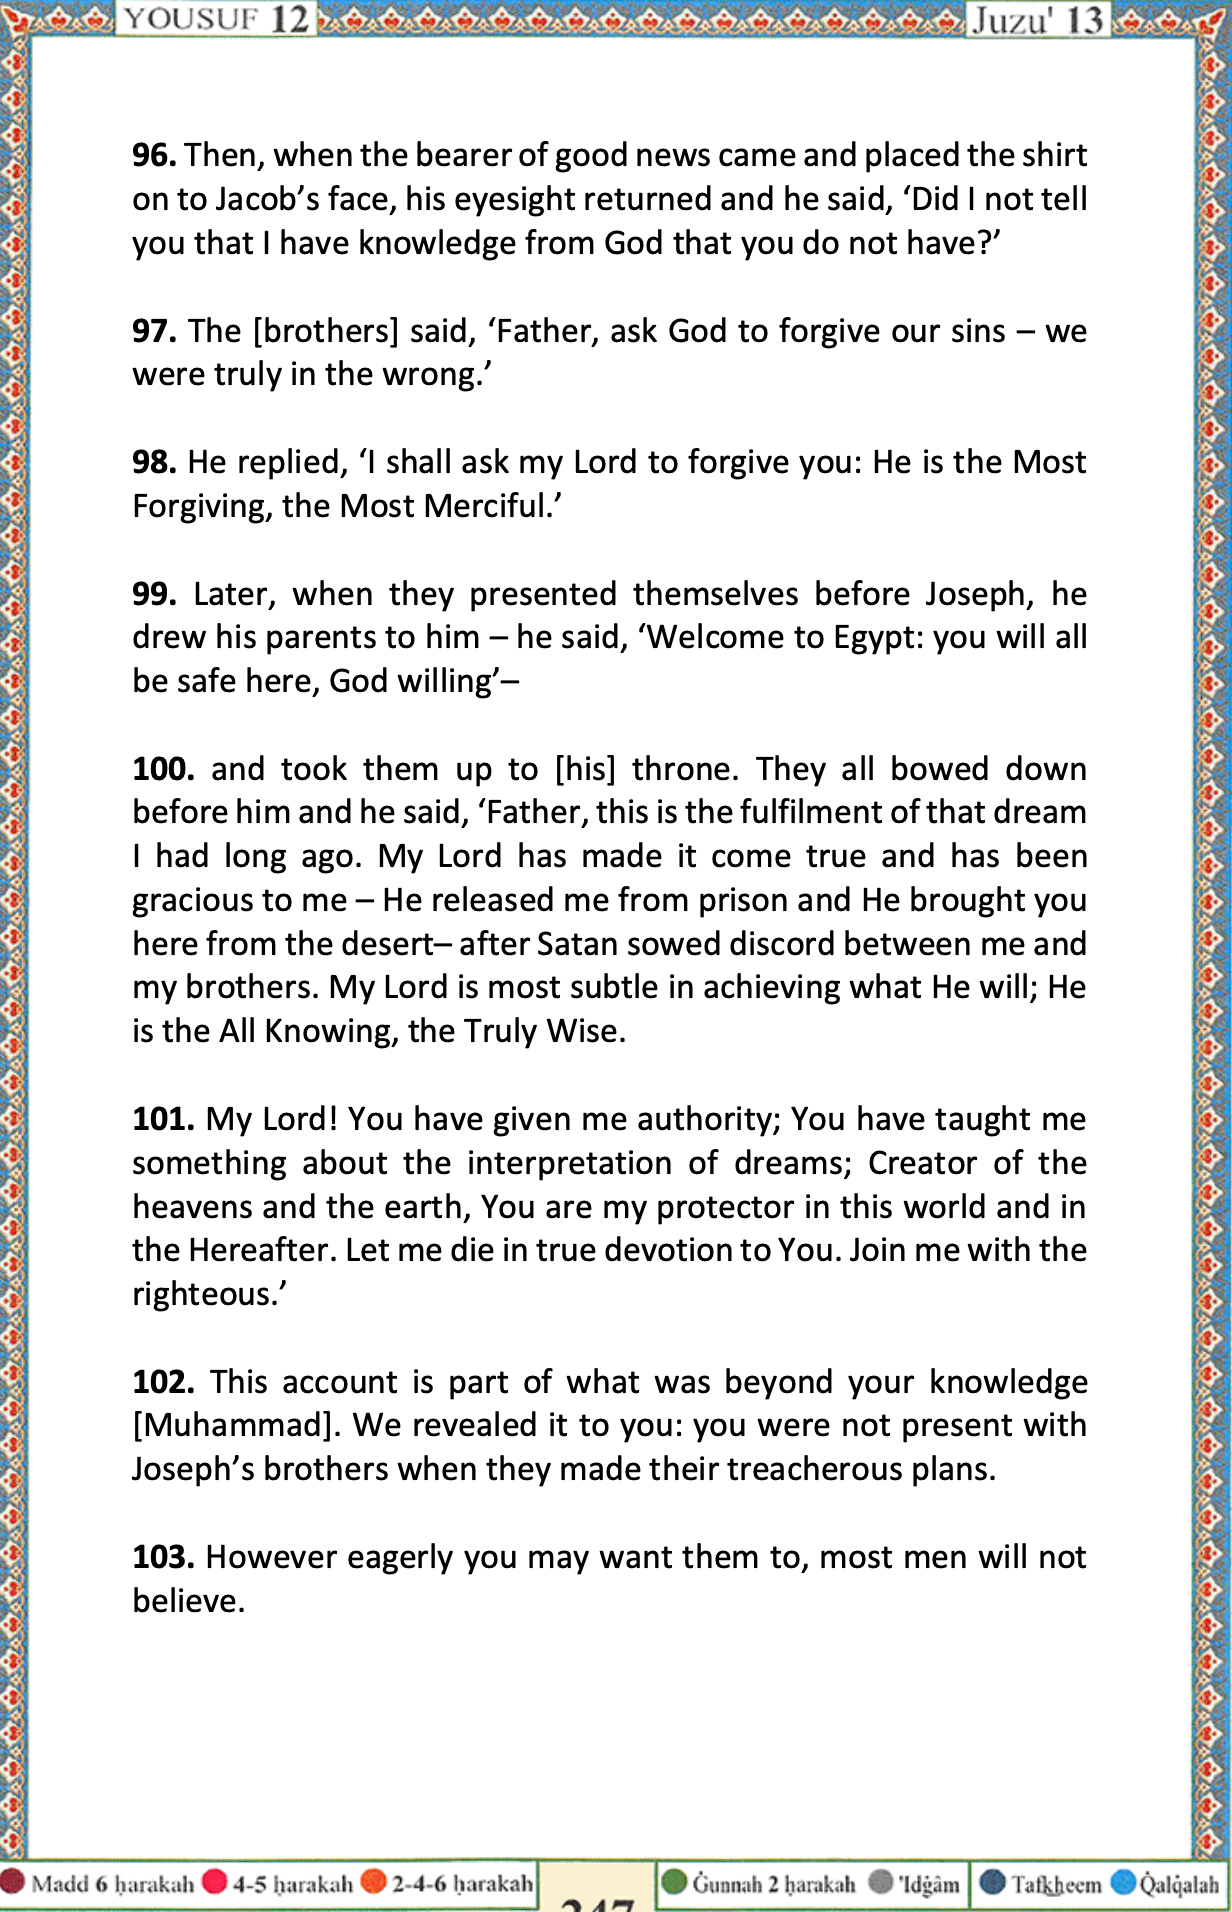 YOUSUF 12
Juzu' 13
96. Then, when the bearer of good news came and placed the shirt
on to Jacob’s face, his eyesight returned and he said, ‘Did I not tell
you that I have knowledge from God that you do not have?’
97. The [brothers] said, ‘Father, ask God to forgive our sins – we
were truly in the wrong.’
98. He replied, ‘I shall ask my Lord to forgive you: He is the Most
Forgiving, the Most Merciful.’
99. Later, when they presented themselves before Joseph, he
drew his parents to him – he said, ‘Welcome to Egypt: you will all
be safe here, God willing’–
100. and took them up to [his] throne. They all bowed down
before him and he said, ‘Father, this is the fulfilment of that dream
I had long ago. My Lord has made it come true and has been
gracious to me – He released me from prison and He brought you
here from the desert– after Satan sowed discord between me and
my brothers. My Lord is most subtle in achieving what He will; He
is the All Knowing, the Truly Wise.
101. My Lord! You have given me authority; You have taught me
something about the interpretation of dreams; Creator of the
heavens and the earth, You are my protector in this world and in
the Hereafter. Let me die in true devotion to You. Join me with the
righteous.’
102. This account is part of what was beyond your knowledge
[Muhammad]. We revealed it to you: you were not present with
Joseph’s brothers when they made their treacherous plans.
103. However eagerly you may want them to, most men will not
believe.
Madd 6 ḥarakah 4-5 ḥarakah 2-4-6 ḥarakah
247
Ġunnah 2 ḥarakah 'Idġâm
Tafkheem Q̇alq̇alah